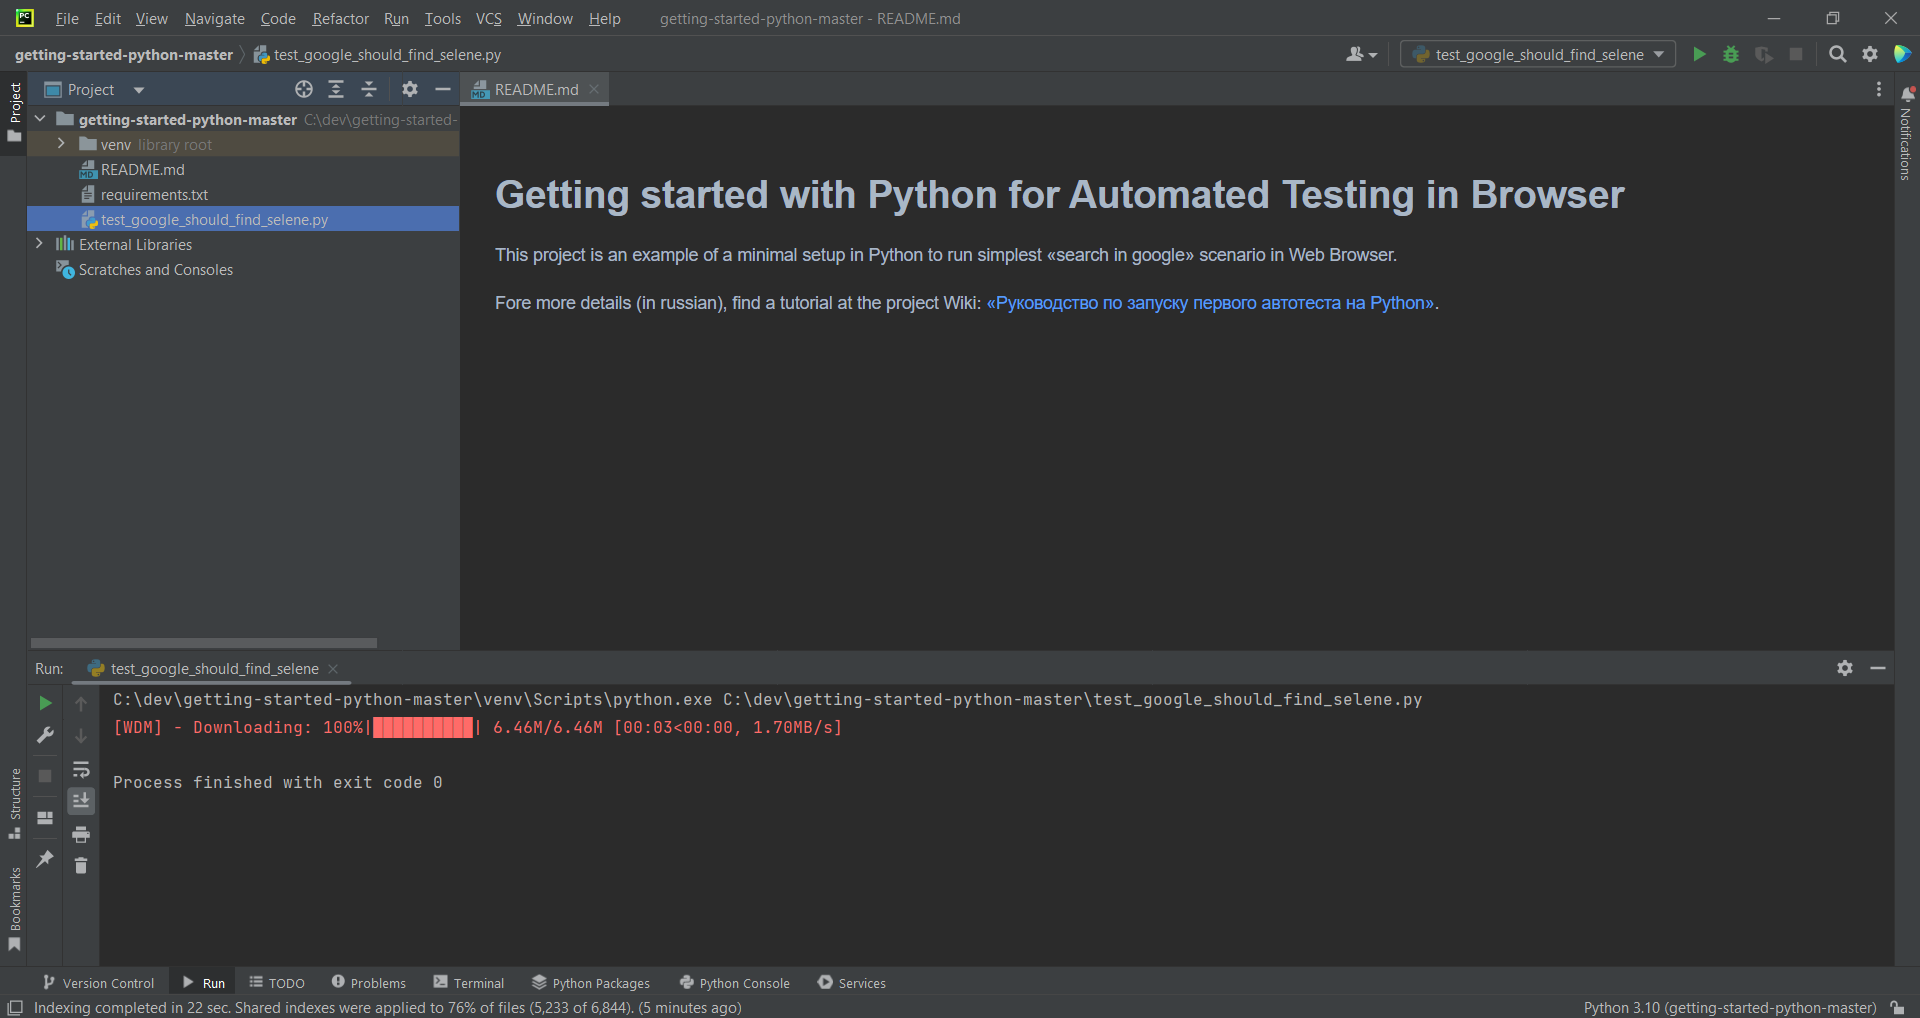 PC
File Edit View Navigate Code Refactor Run Tools VCS Window Help getting-started-python-master - README.md
getting-started-python-master test_google_should_find_selene.py
test_google_should_find_selene
Project
Project
README.md
getting-started-python-master C:\dev\getting-started-
venv library root
README.md
requirements.txt
test_google_should_find_selene.py
External Libraries
Scratches and Consoles
Getting started with Python for Automated Testing in Browser
This project is an example of a minimal setup in Python to run simplest «search in google» scenario in Web Browser.
Fore more details (in russian), find a tutorial at the project Wiki: «Руководство по запуску первого автотеста на Python».
Notifications
Run: test_google_should_find_selene
C:\dev\getting-started-python-master\venv\Scripts\python.exe C:\dev\getting-started-python-master\test_google_should_find_selene.py
[WDM] - Downloading: 100%|██████████| 6.46M/6.46M [00:03<00:00, 1.70MB/s]
Process finished with exit code 0
Structure
Bookmarks
Version Control Run TODO Problems Terminal Python Packages Python Console Services
Indexing completed in 22 sec. Shared indexes were applied to 76% of files (5,233 of 6,844). (5 minutes ago)
Python 3.10 (getting-started-python-master)